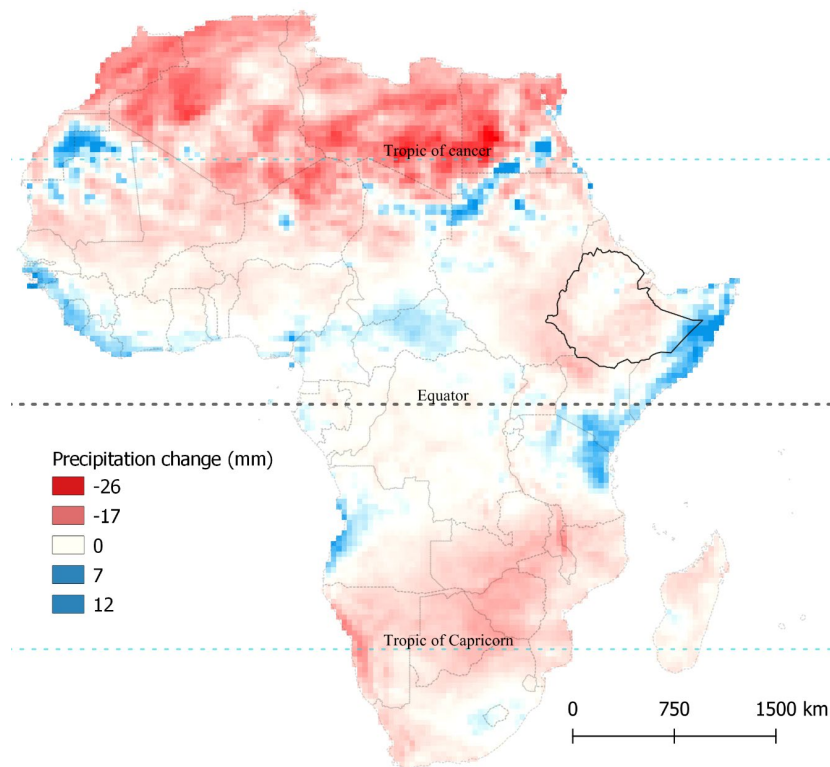 Tropic of cancer
Equator
Precipitation change (mm)
-26
-17
0
7
12
Tropic of Capricorn
0 750 1500 km